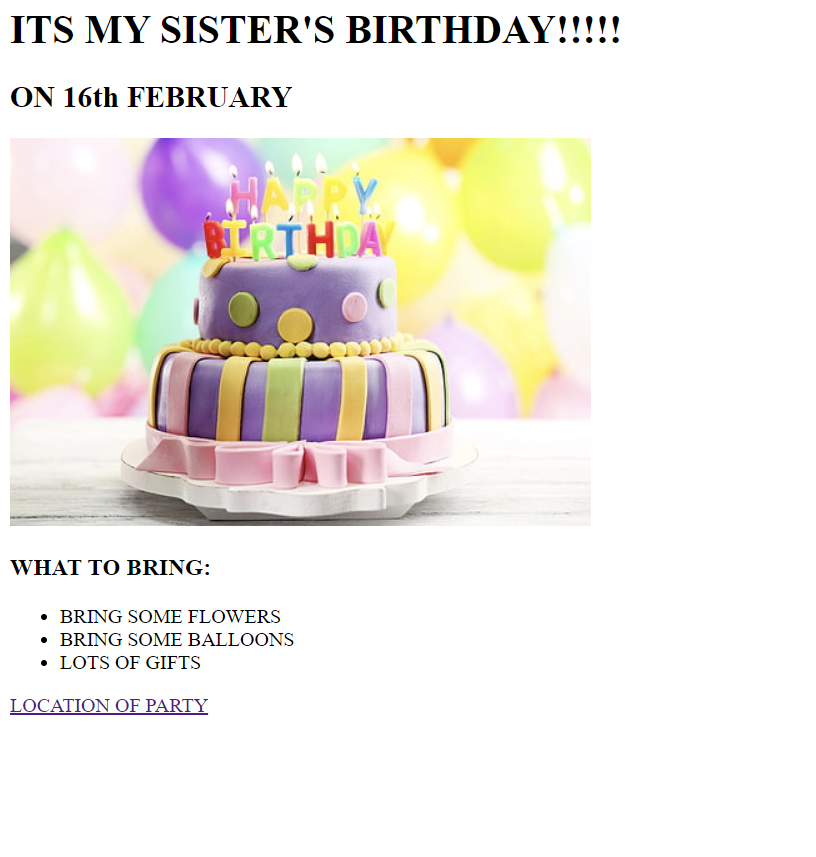 ITS MY SISTER'S BIRTHDAY!!!!!
ON 16th FEBRUARY
HAPPY
BIRTHDAY
WHAT TO BRING:
BRING SOME FLOWERS
BRING SOME BALLOONS
LOTS OF GIFTS
LOCATION OF PARTY